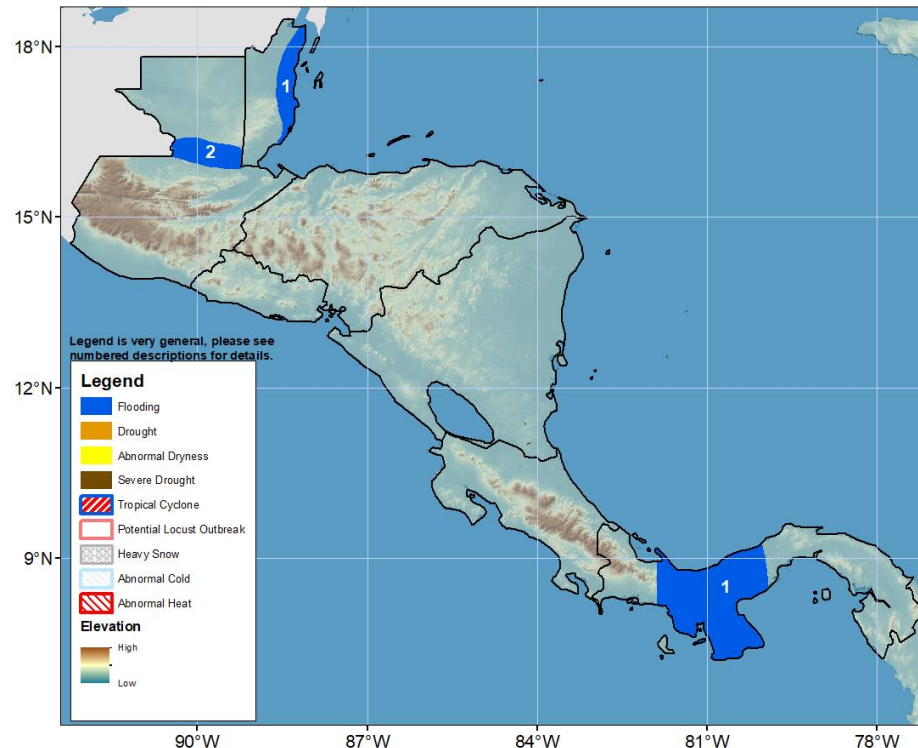 18°N
1
2
15°N
Legend is very general, please see
numbered descriptions for details.
Legend
Flooding
Drought
Abnormal Dryness
Severe Drought
Tropical Cyclone
Potential Locust Outbreak
Heavy Snow
Abnormal Cold
Abnormal Heat
Elevation
High
Low
12°N
9°N
1
90°W 87°W 84°W 81°W 78°W